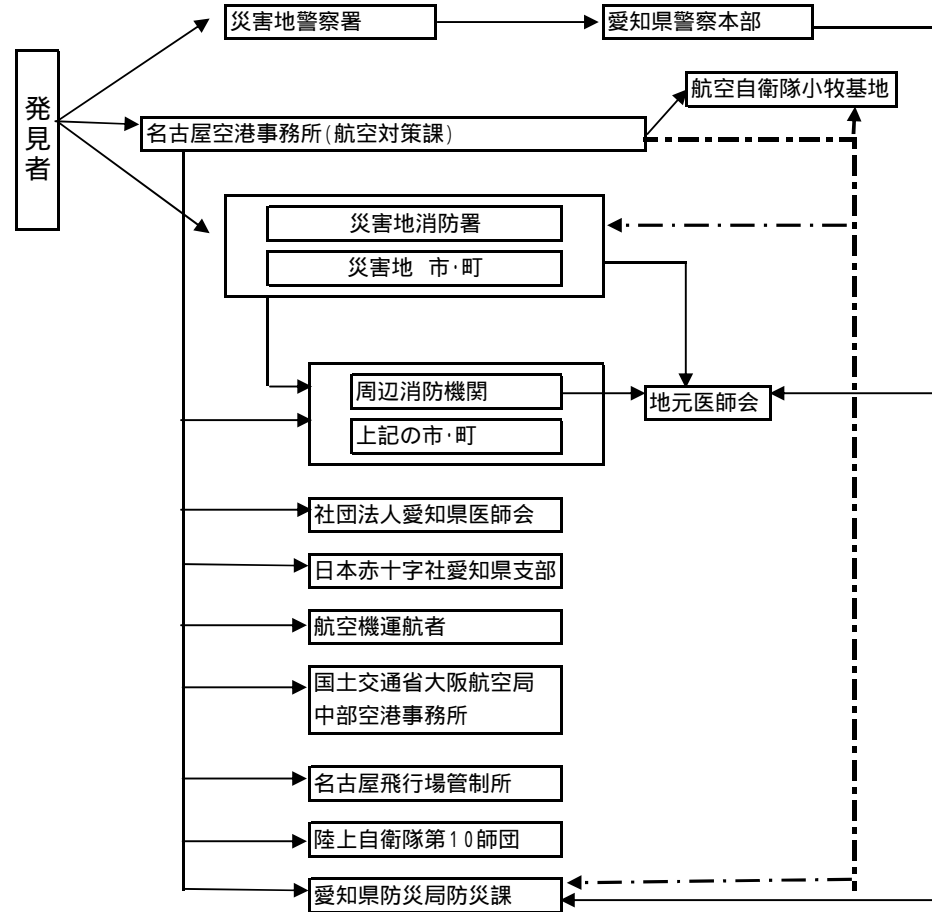 災害地警察署
愛知県警察本部
発見者
航空自衛隊小牧基地
名古屋空港事務所(航空対策課)
災害地消防署
災害地 市・町
周辺消防機関
地元医師会
上記の市・町
社団法人愛知県医師会
日本赤十字社愛知県支部
航空機運航者
国土交通省大阪航空局
中部空港事務所
名古屋飛行場管制所
陸上自衛隊第10師団
愛知県防災局防災課